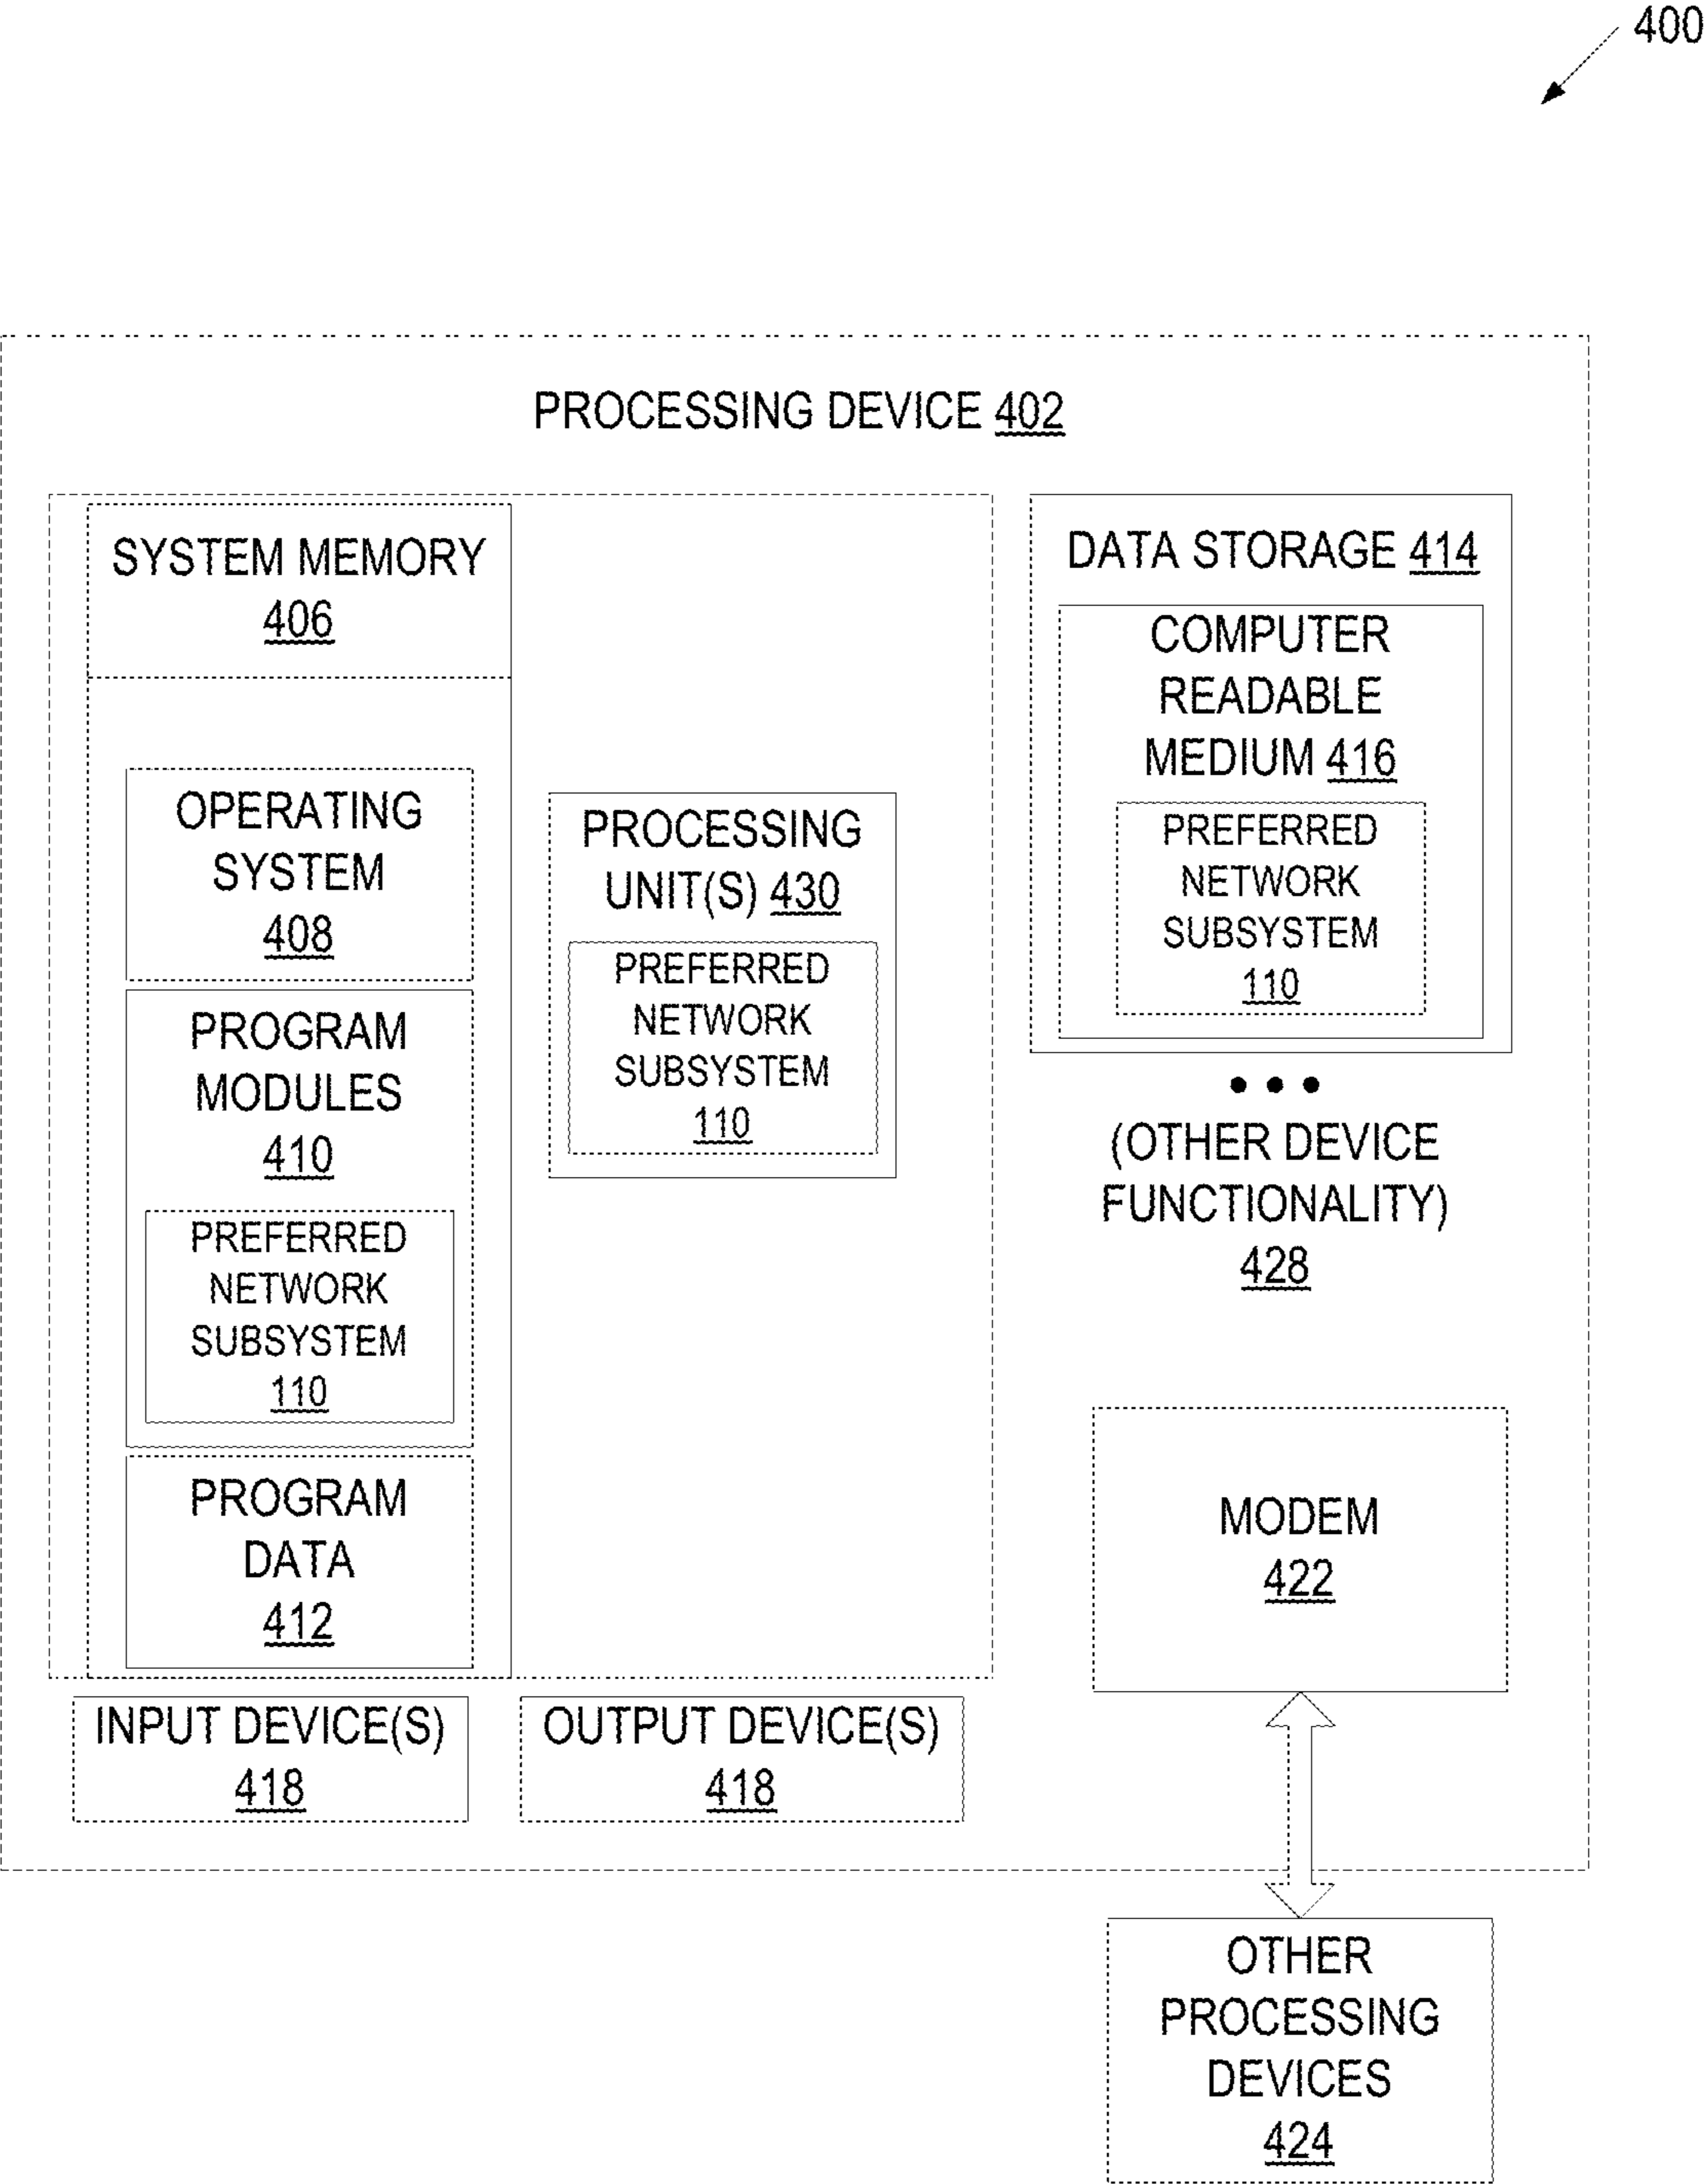 400
PROCESSING DEVICE 402
SYSTEM MEMORY
406
OPERATING
SYSTEM
408
PROGRAM
MODULES
410
PREFERRED
NETWORK
SUBSYSTEM
110
PROGRAM
DATA
412
PROCESSING
UNIT(S) 430
PREFERRED
NETWORK
SUBSYSTEM
110
DATA STORAGE 414
COMPUTER
READABLE
MEDIUM 416
PREFERRED
NETWORK
SUBSYSTEM
110
(OTHER DEVICE
FUNCTIONALITY)
428
MODEM
422
INPUT DEVICE(S)
418
OUTPUT DEVICE(S)
418
OTHER
PROCESSING
DEVICES
424